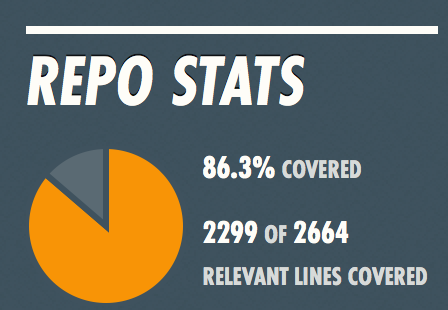 REPO STATS
86.3% COVERED
2299 OF 2664
RELEVANT LINES COVERED